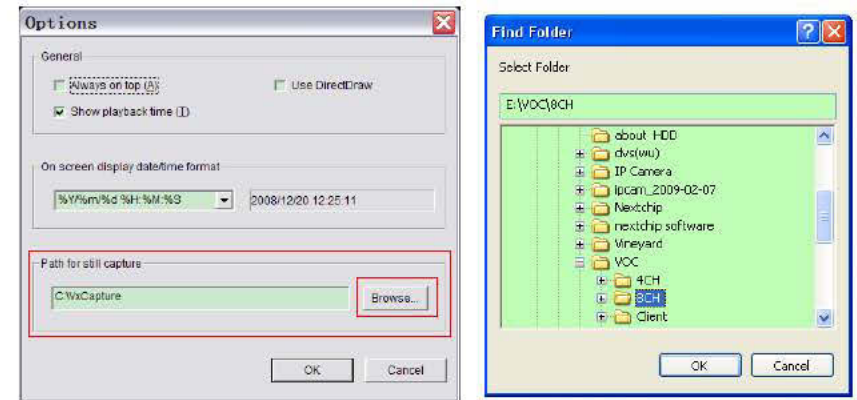 Options
General
Always on top (A)
Use DirectDraw
Show playback time (I)
On screen display date/time format
%Y/%m/%d %H:%M:%S
2008/12/20 12:25:11
Path for still capture
C:\VxCapture
Browse...
OK
Cancel
Find Folder
Select Folder
E:\VOC\8CH
about HDD
dvs(wu)
IP Camera
ipcam_2009-02-07
Nextchip
nextchip software
Vineyard
VOC
4CH
8CH
Client
OK
Cancel